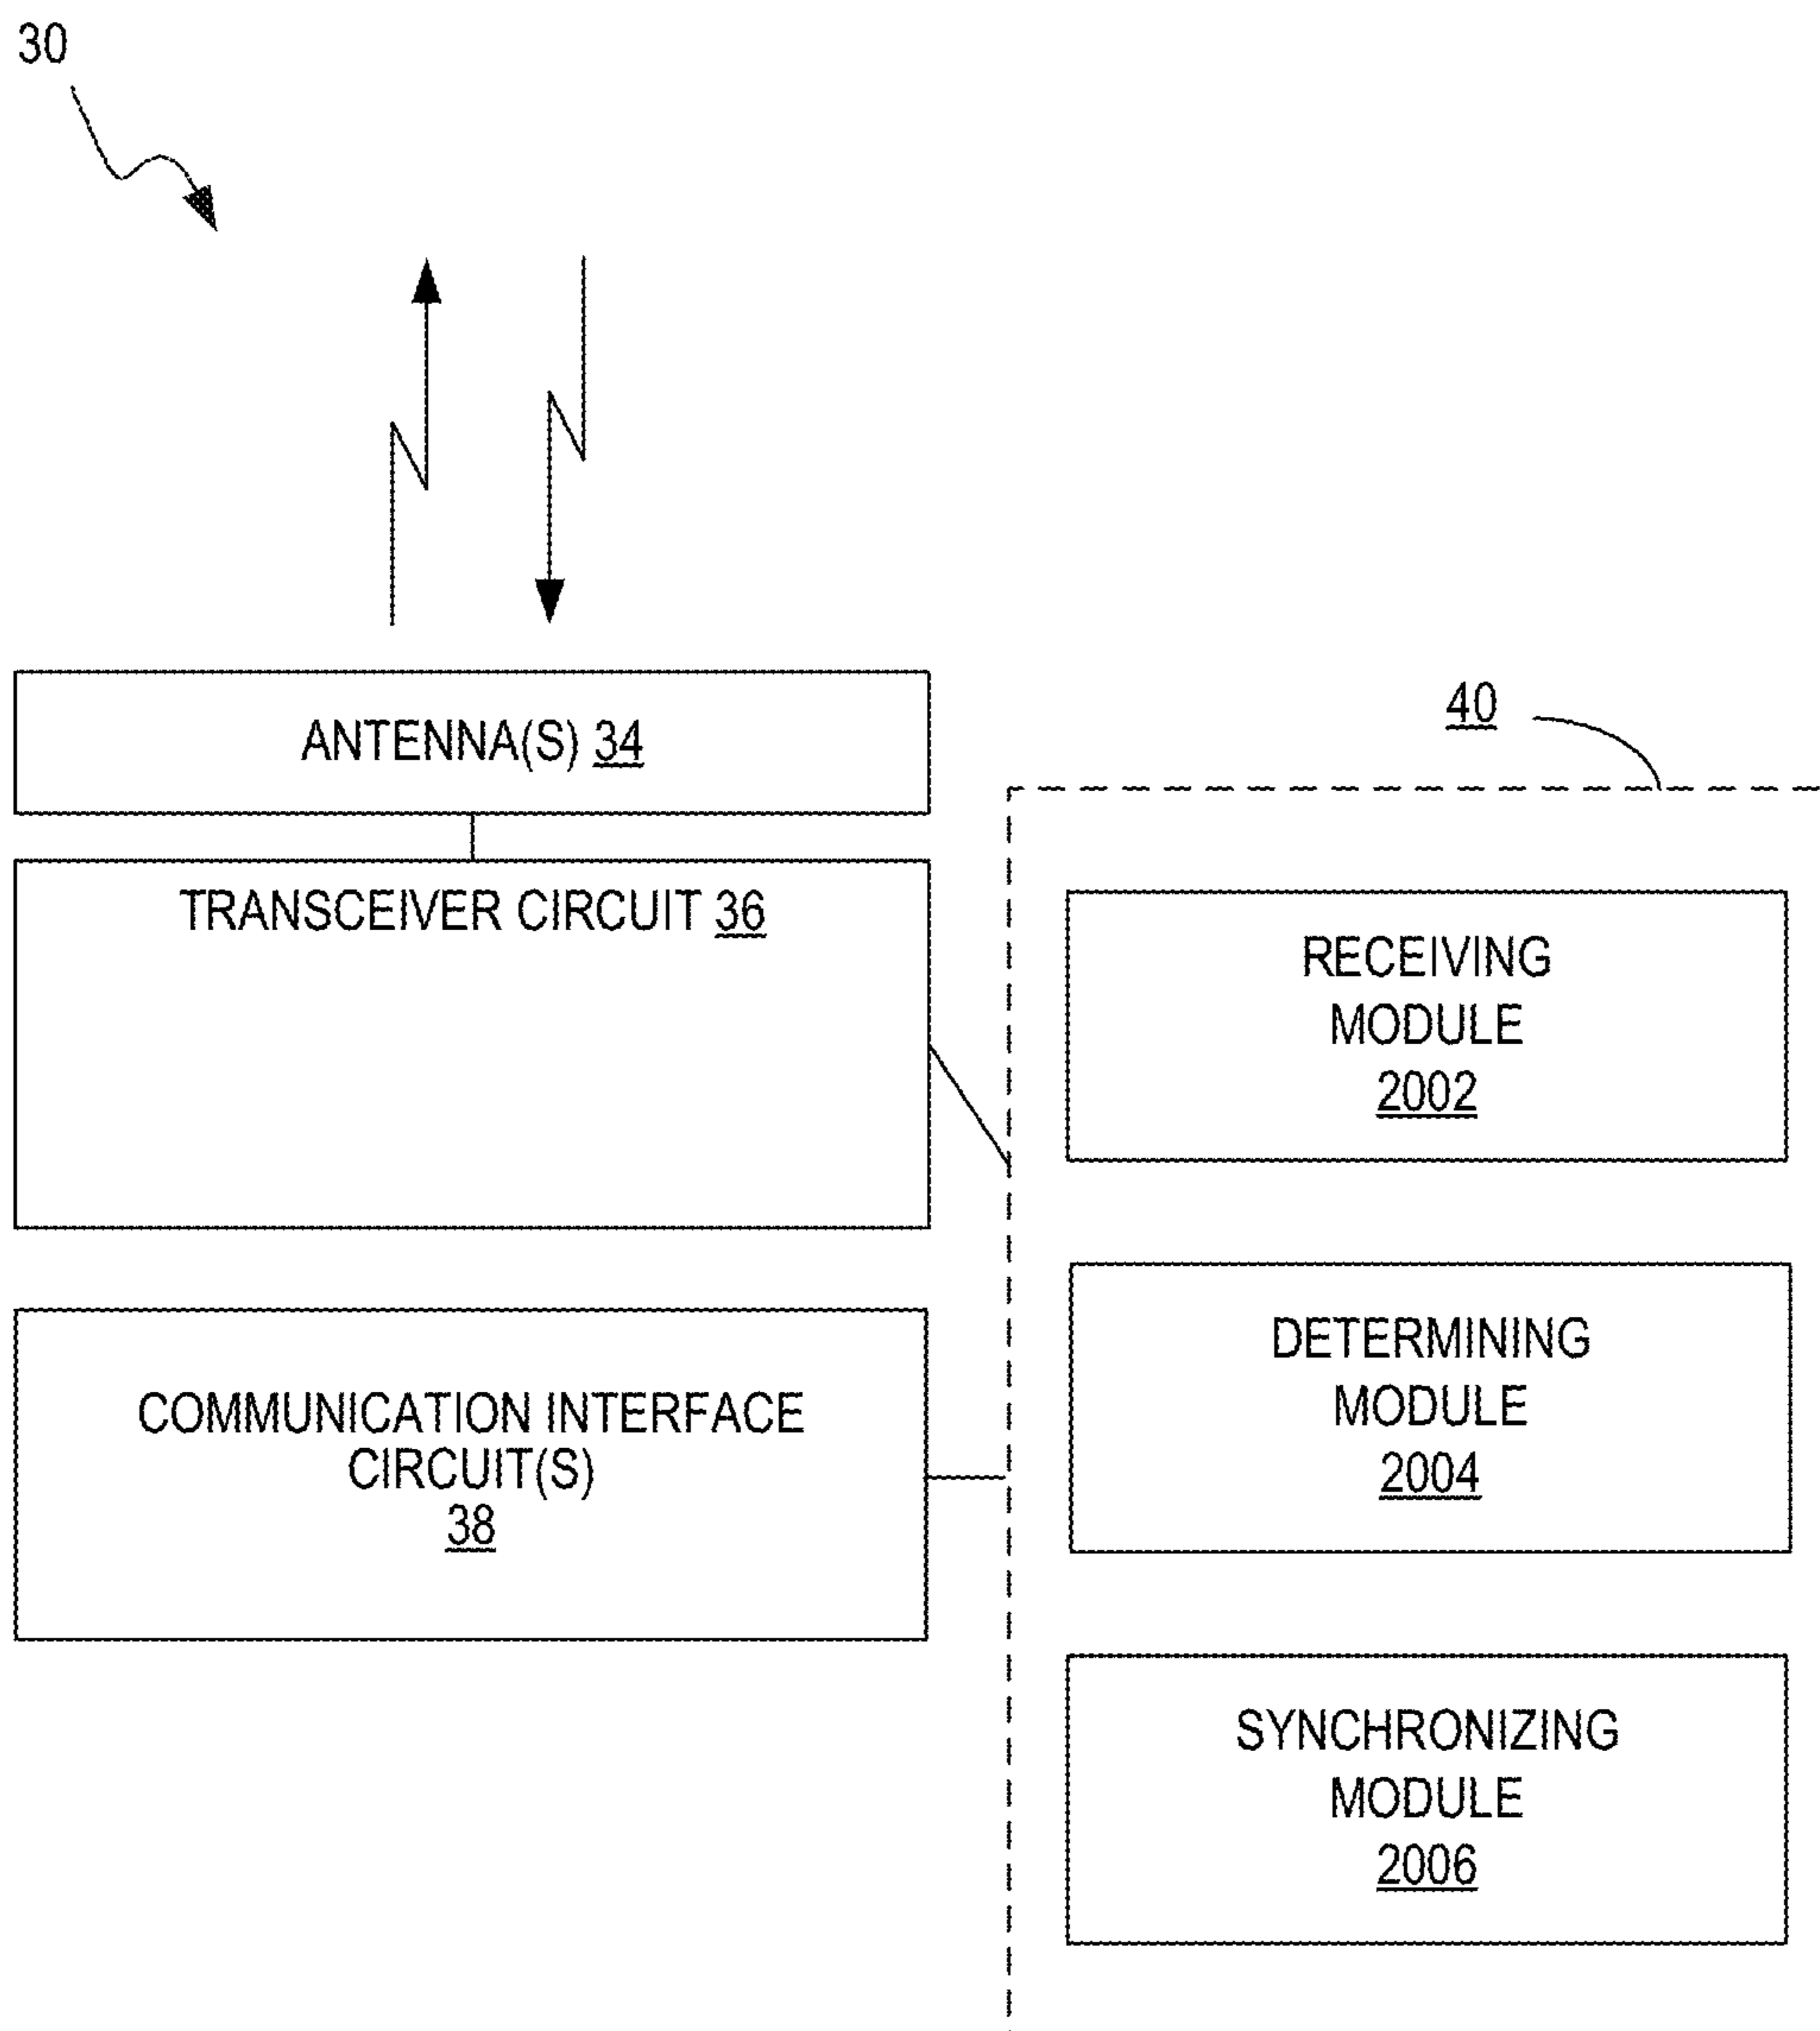 30
ANTENNA(S) 34
40
TRANSCEIVER CIRCUIT 36
RECEIVING
MODULE
2002
DETERMINING
MODULE
2004
COMMUNICATION INTERFACE
CIRCUIT(S)
38
SYNCHRONIZING
MODULE
2006